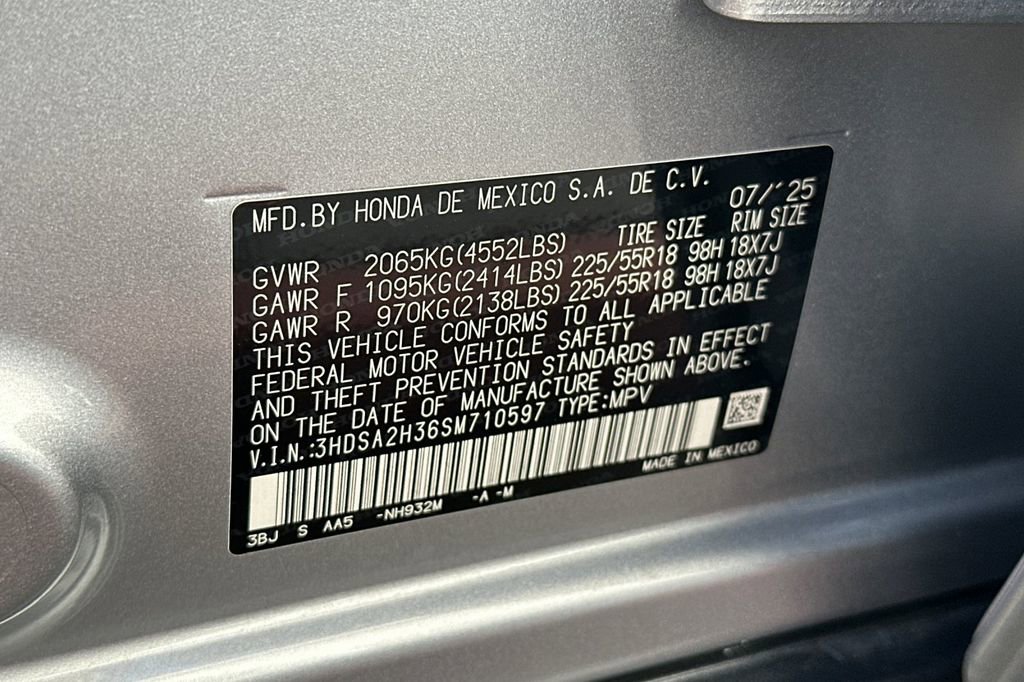 MFD.BY HONDA DE MEXICO S.A. DE C.V. 07/´25
TIRE SIZE RIM SIZE
GVWR 2065KG(4552LBS)
GAWR F 1095KG(2414LBS) 225/55R18 98H 18X7J
GAWR R 970KG(2138LBS) 225/55R18 98H 18X7J
THIS VEHICLE CONFORMS TO ALL APPLICABLE
FEDERAL MOTOR VEHICLE SAFETY
AND THEFT PREVENTION STANDARDS IN EFFECT
ON THE DATE OF MANUFACTURE SHOWN ABOVE.
V.I.N.:3HDSA2H36SM710597 TYPE:MPV
MADE IN MEXICO
3BJ S AA5 -NH932M -A -M